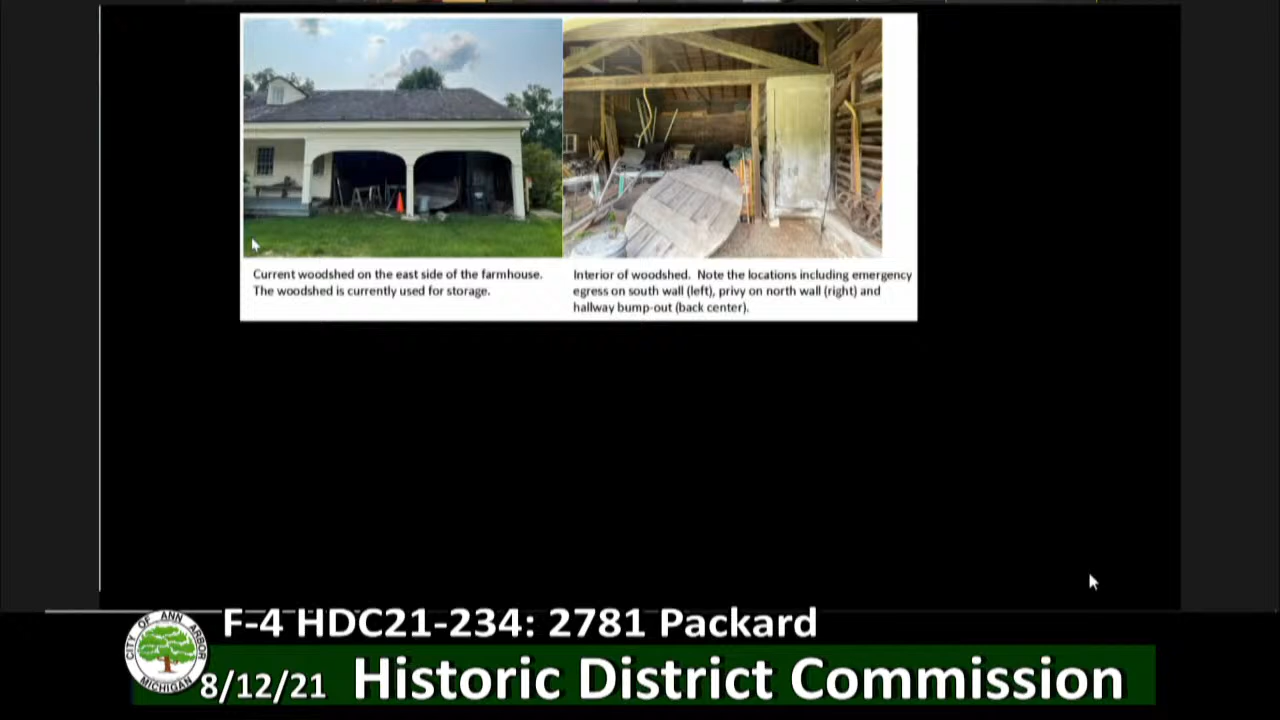 Current woodshed on the east side of the farmhouse.
The woodshed is currently used for storage.
Interior of woodshed. Note the locations including emergency
egress on south wall (left), privy on north wall (right) and
hallway bump-out (back center).
F-4 HDC21-234: 2781 Packard
CITY OF ANN ARBOR
MICHIGAN
8/12/21 Historic District Commission